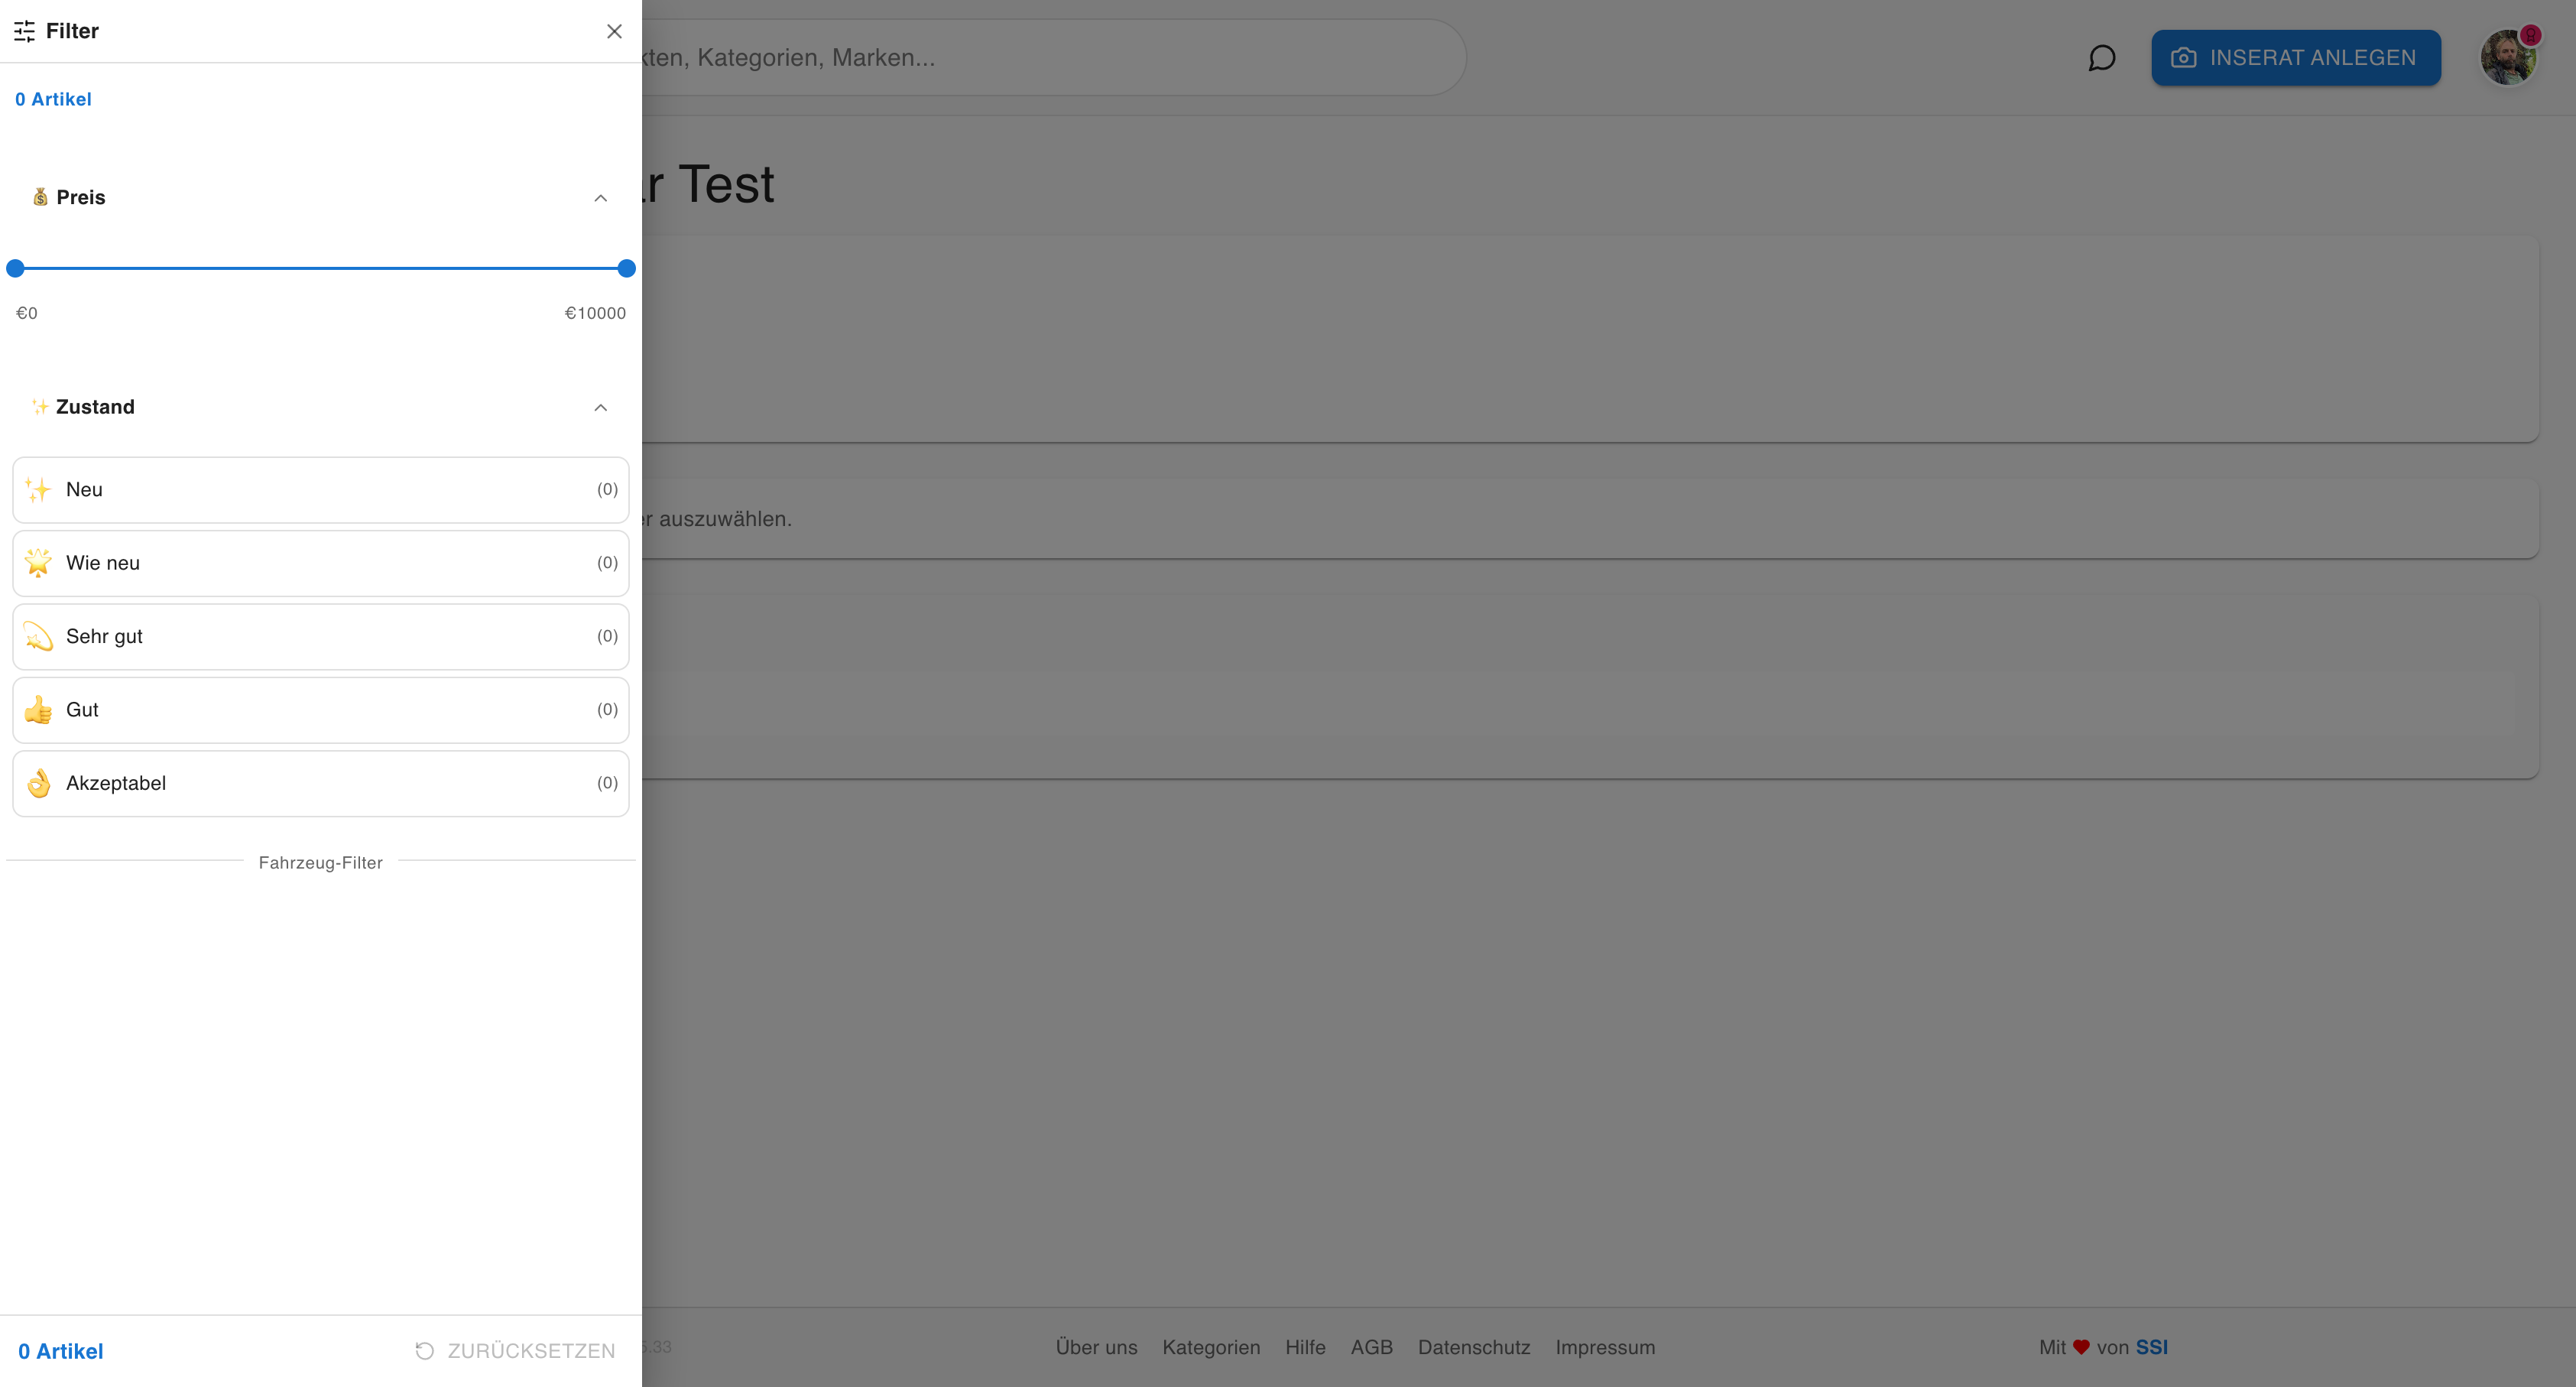 Filter
0 Artikel
Preis
€0
€10000
Zustand
Neu
(0)
Wie neu
(0)
Sehr gut
(0)
Gut
(0)
Akzeptabel
(0)
Fahrzeug-Filter
0 Artikel
ZURÜCKSETZEN
Kategorien, Marken...
INSERAT ANLEGEN
Test
auszuwählen.
.33
Über uns
Kategorien
Hilfe
AGB
Datenschutz
Impressum
Mit ❤ von SSI